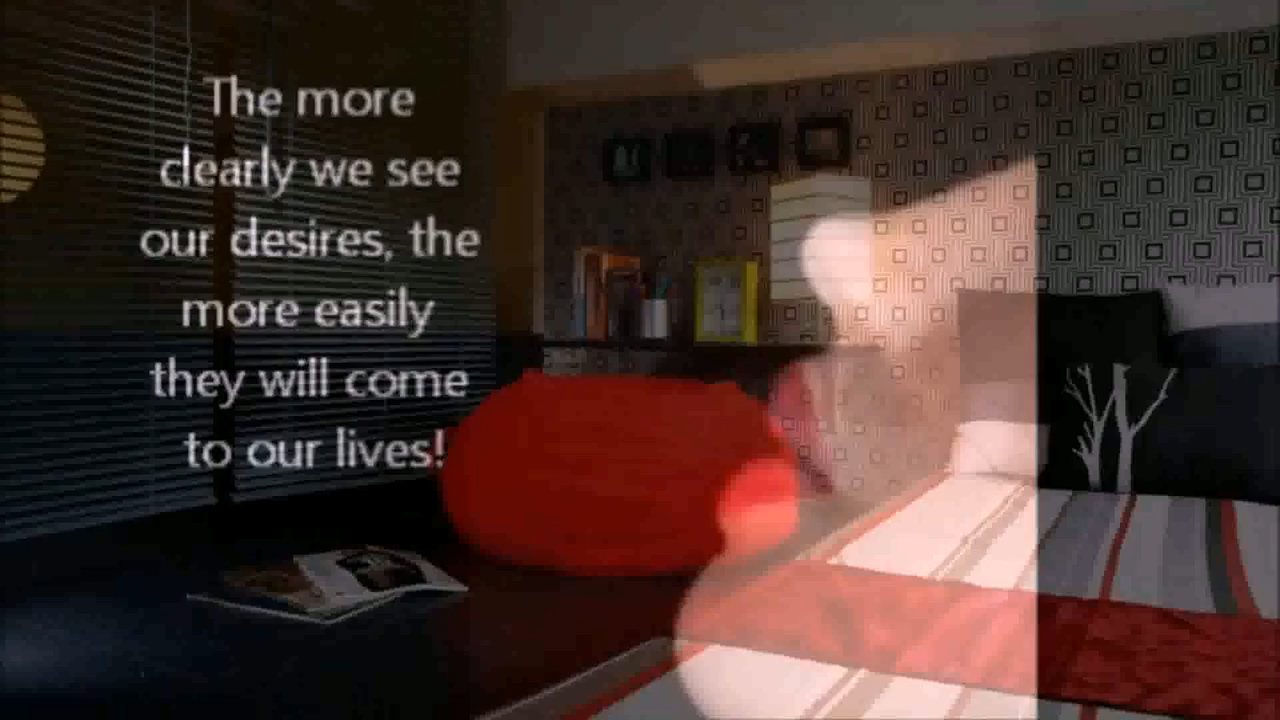 The more
clearly we see
our desires, the
more easily
they will come
to our lives!